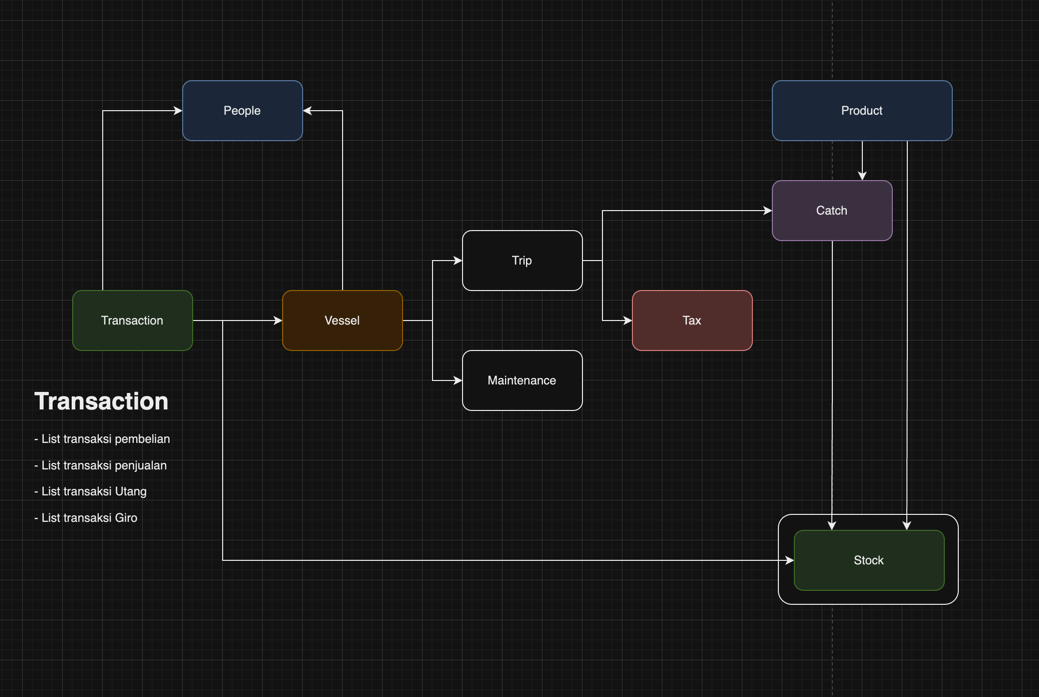 People
Product
Catch
Trip
Transaction
Vessel
Tax
Maintenance
Transaction
- List transaksi pembelian
- List transaksi penjualan
- List transaksi Utang
- List transaksi Giro
Stock